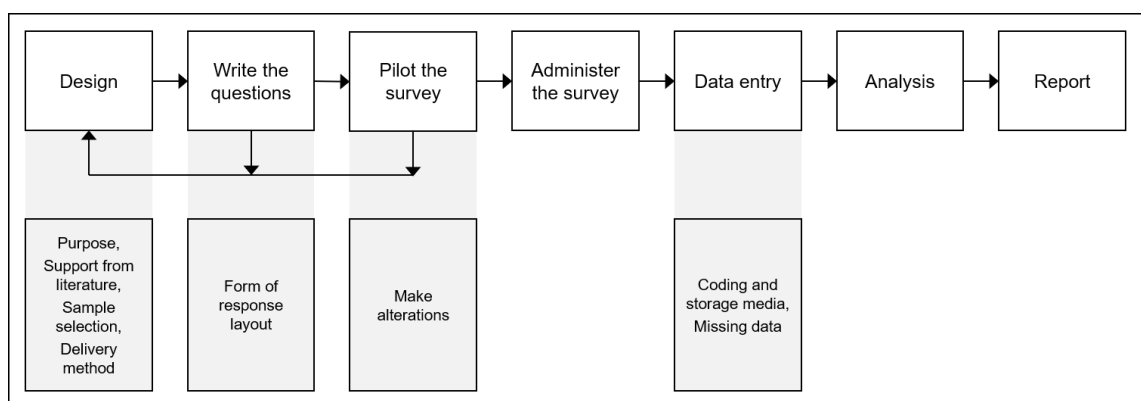 Design
Write the
questions
Pilot the
survey
Administer
the survey
Data entry
Analysis
Report
Purpose,
Support from
literature,
Sample
selection,
Delivery
method
Form of
response
layout
Make
alterations
Coding and
storage media,
Missing data